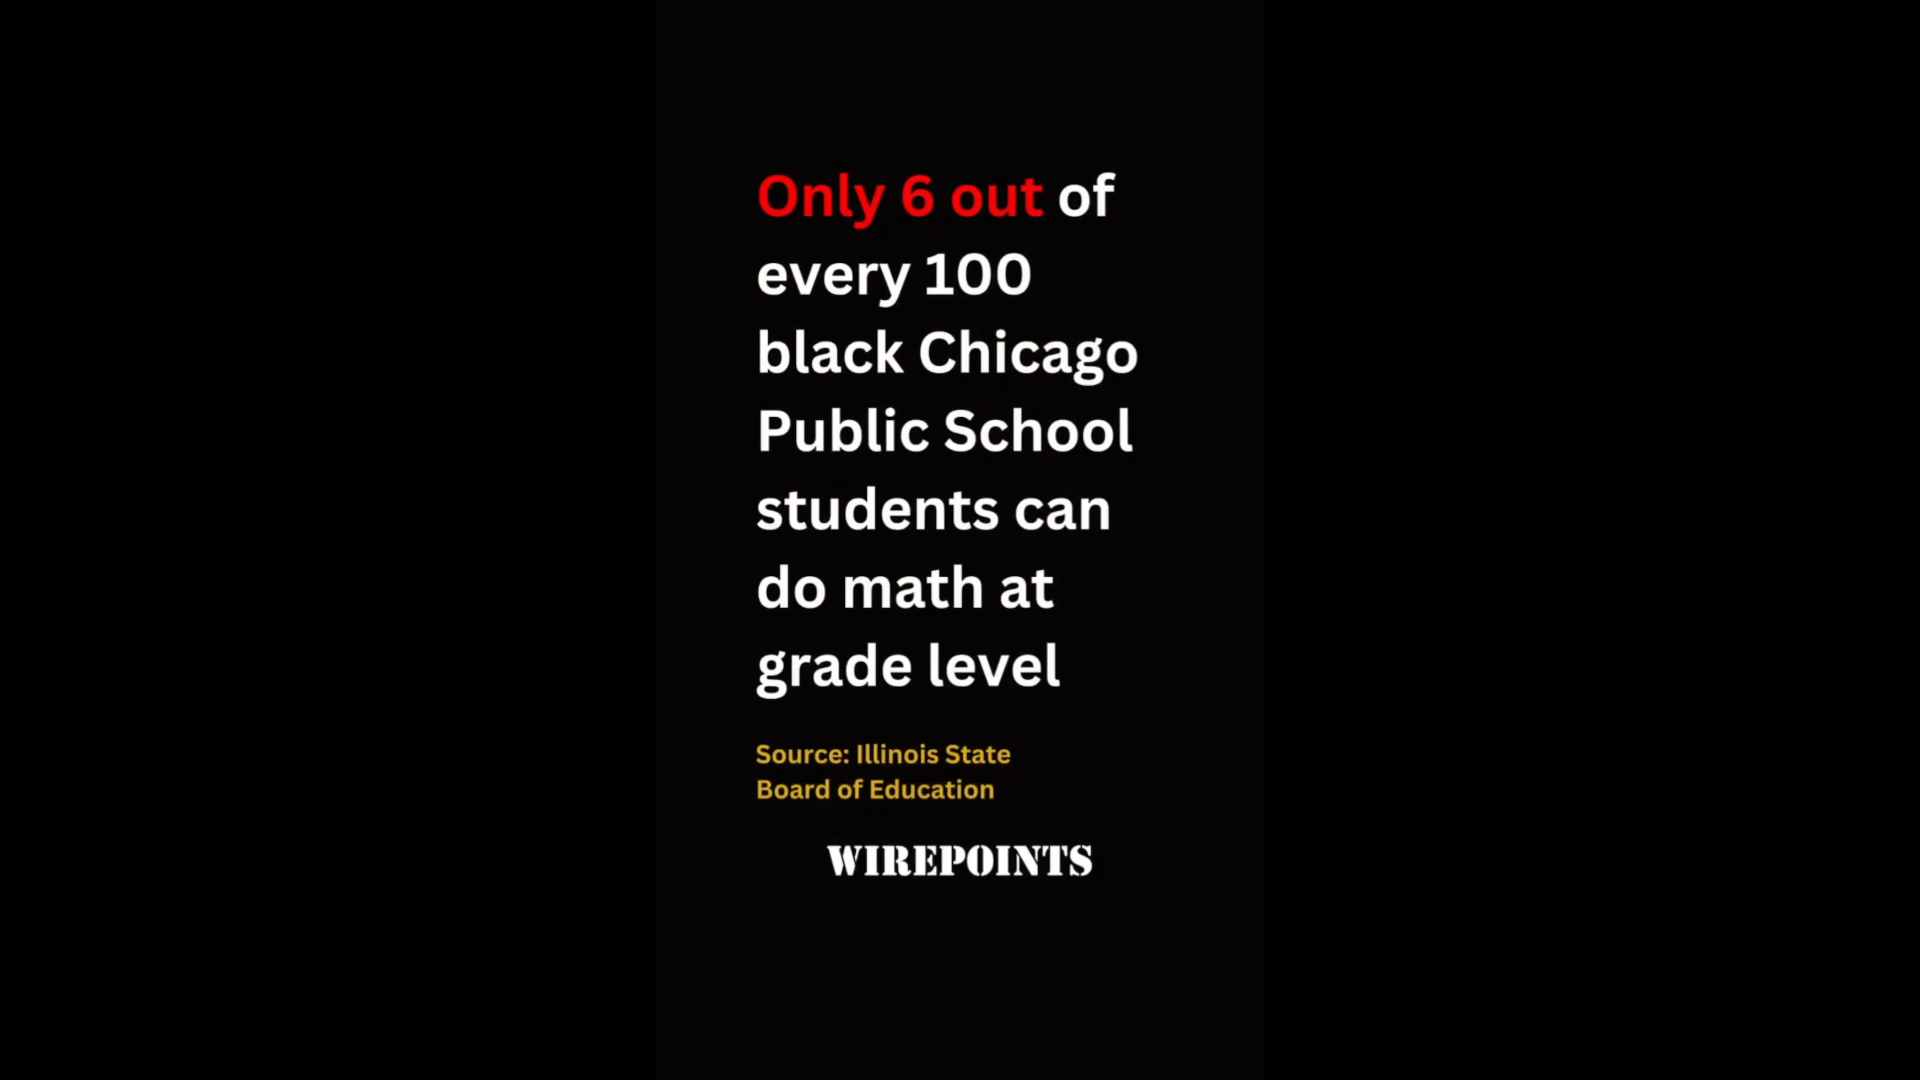 Only 6 out of
every 100
black Chicago
Public School
students can
do math at
grade level
Source: Illinois State
Board of Education
WIREPOINTS